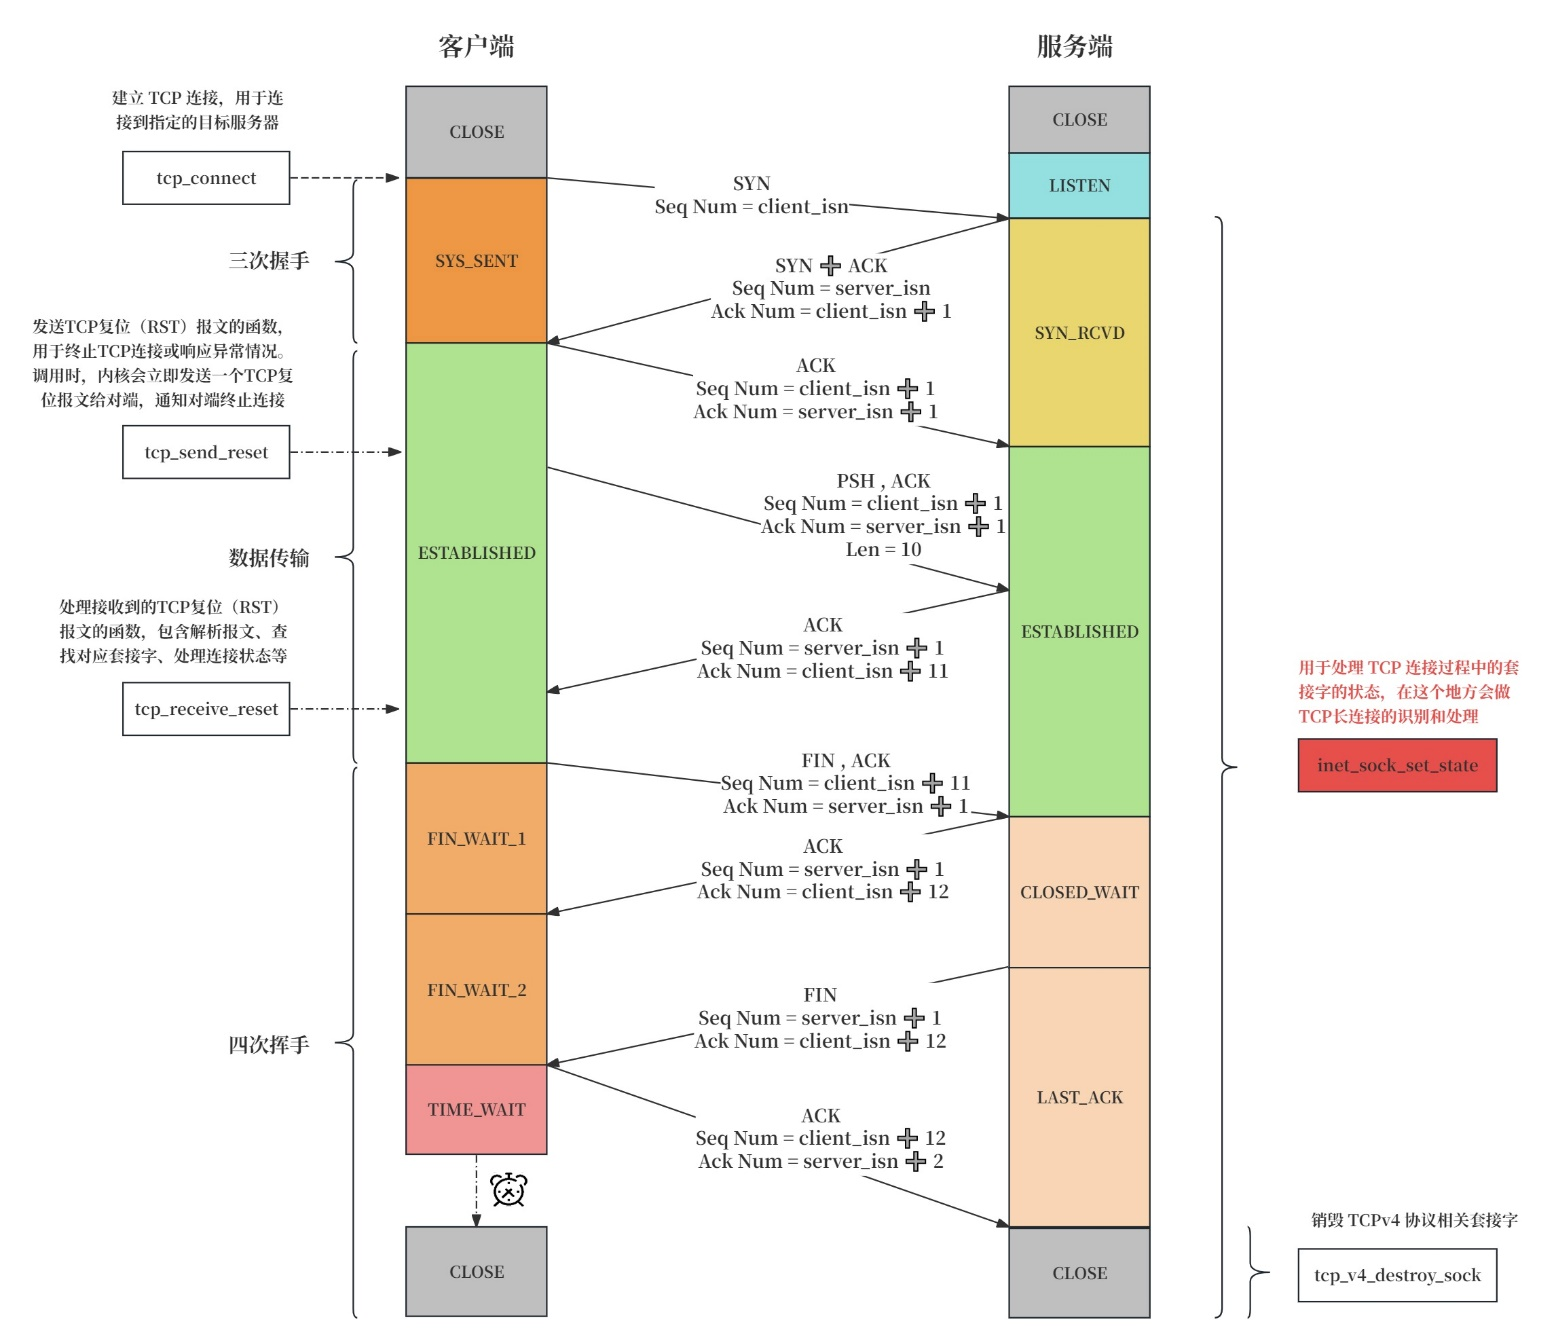 客户端
服务端
建立 TCP 连接，用于连
接到指定的目标服务器
tcp_connect
三次握手
发送TCP复位（RST）报文的函数，
用于终止TCP连接或响应异常情况。
调用时，内核会立即发送一个TCP复
位报文给对端，通知对端终止连接
tcp_send_reset
数据传输
处理接收到的TCP复位（RST）
报文的函数，包含解析报文、查
找对应套接字、处理连接状态等
tcp_receive_reset
四次挥手
CLOSE
SYS_SENT
ESTABLISHED
FIN_WAIT_1
FIN_WAIT_2
TIME_WAIT
CLOSE
SYN
Seq Num = client_isn
SYN ➕ ACK
Seq Num = server_isn
Ack Num = client_isn ➕ 1
ACK
Seq Num = client_isn ➕ 1
Ack Num = server_isn ➕ 1
PSH , ACK
Seq Num = client_isn ➕ 1
Ack Num = server_isn ➕ 1
Len = 10
ACK
Seq Num = server_isn ➕ 1
Ack Num = client_isn ➕ 11
FIN , ACK
Seq Num = client_isn ➕ 11
Ack Num = server_isn ➕ 1
ACK
Seq Num = server_isn ➕ 1
Ack Num = client_isn ➕ 12
FIN
Seq Num = server_isn ➕ 1
Ack Num = client_isn ➕ 12
ACK
Seq Num = client_isn ➕ 12
Ack Num = server_isn ➕ 2
CLOSE
LISTEN
SYN_RCVD
ESTABLISHED
CLOSED_WAIT
LAST_ACK
CLOSE
用于处理 TCP 连接过程中的套
接字的状态，在这个地方会做
TCP长连接的识别和处理
inet_sock_set_state
销毁 TCPv4 协议相关套接字
tcp_v4_destroy_sock